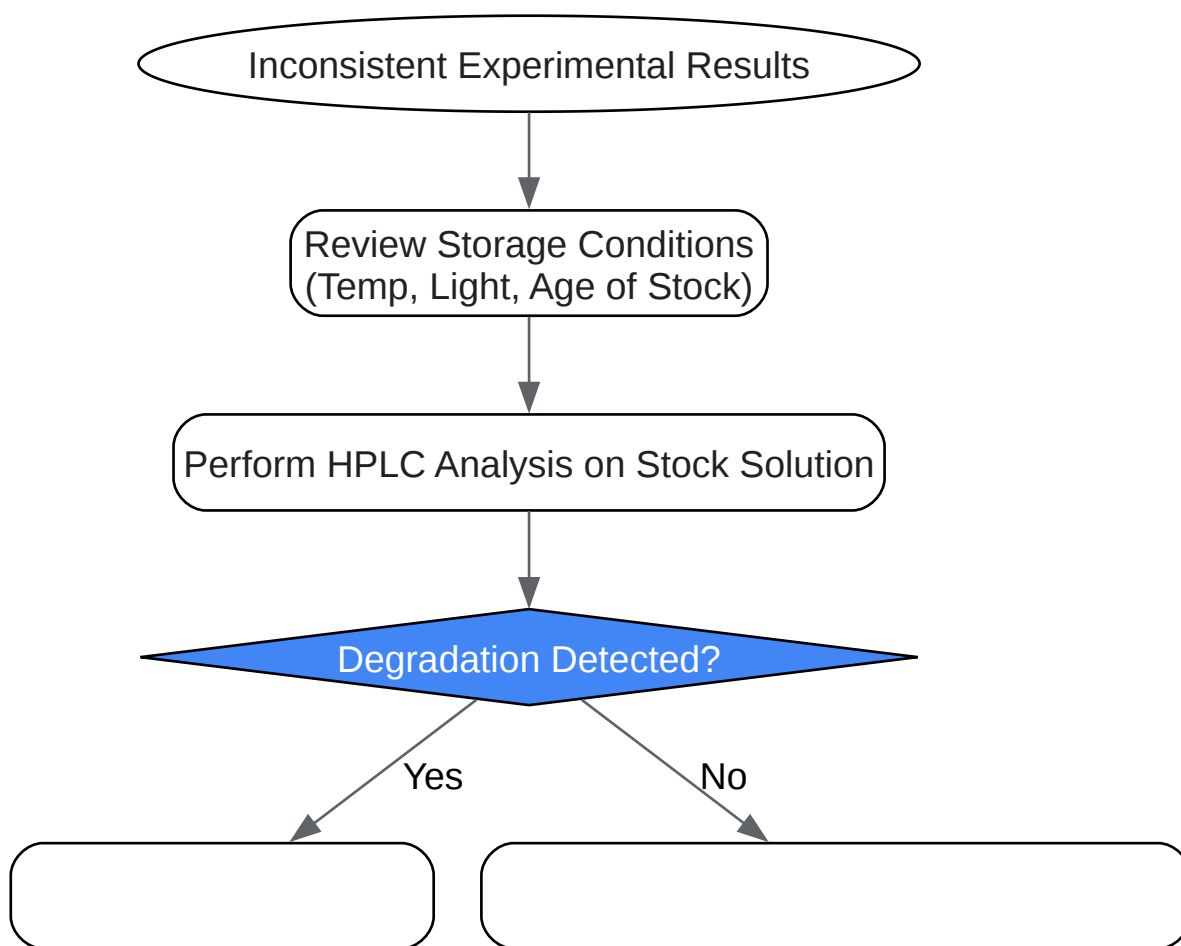 Inconsistent Experimental Results
Review Storage Conditions
(Temp, Light, Age of Stock)
Perform HPLC Analysis on Stock Solution
Degradation Detected?
Yes
No